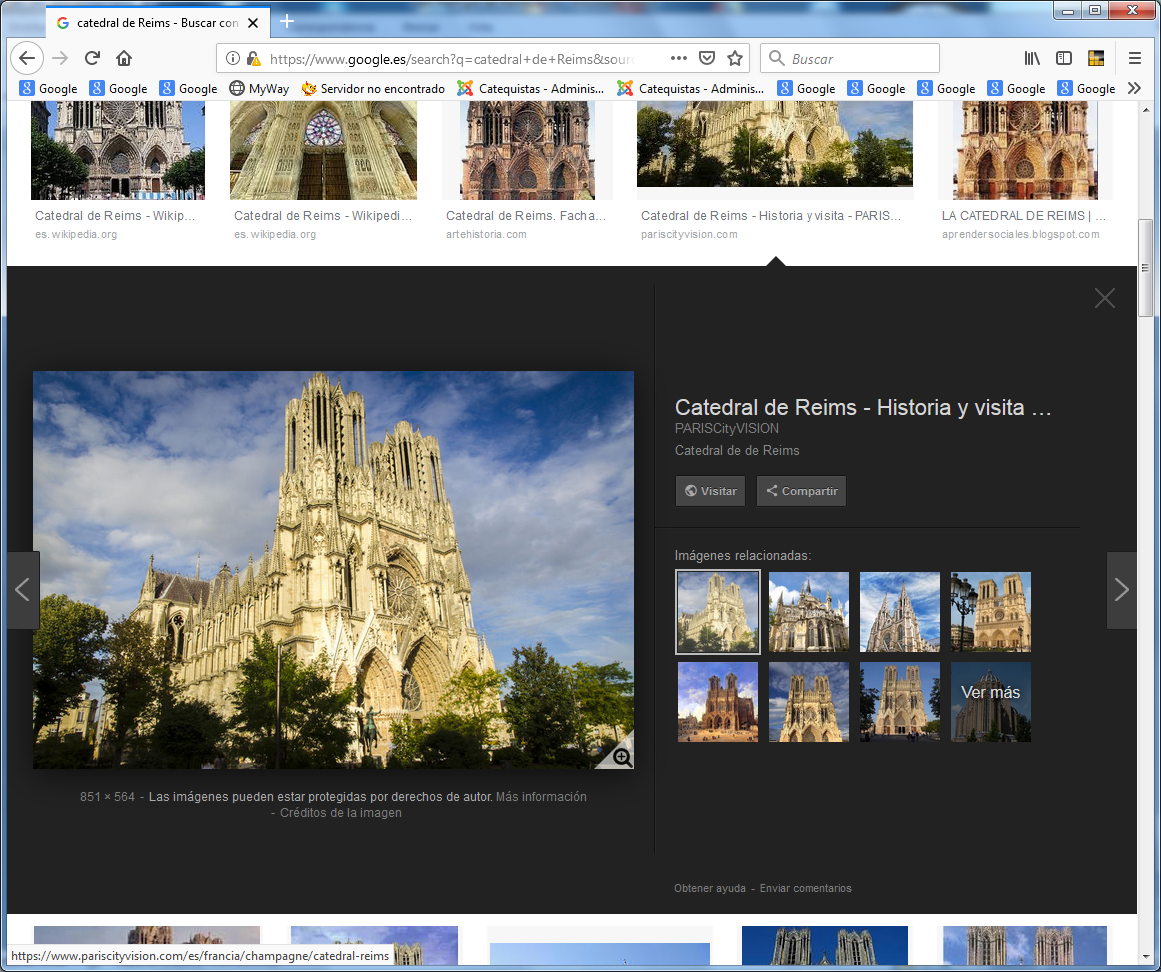 catedral de Reims - Buscar con
https://www.google.es/search?q=catedral+de+Reims&sour
Buscar
Google
Google
Google
MyWay
Servidor no encontrado
Catequistas - Adminis...
Catequistas - Adminis...
Google
Google
Google
Google
Google
Catedral de Reims - Wikip...
Catedral de Reims - Wikipedi...
Catedral de Reims. Facha...
Catedral de Reims - Historia y visita - PARIS...
LA CATEDRAL DE REIMS | ...
es.wikipedia.org
es.wikipedia.org
artehistoria.com
pariscityvision.com
aprendersociales.blogspot.com
Catedral de Reims - Historia y visita ...
PARISCityVISION
Catedral de de Reims
Visitar
Compartir
Imágenes relacionadas:
Ver más
851 × 564 - Las imágenes pueden estar protegidas por derechos de autor. Más información
- Créditos de la imagen
Obtener ayuda - Enviar comentarios
https://www.pariscityvision.com/es/francia/champagne/catedral-reims